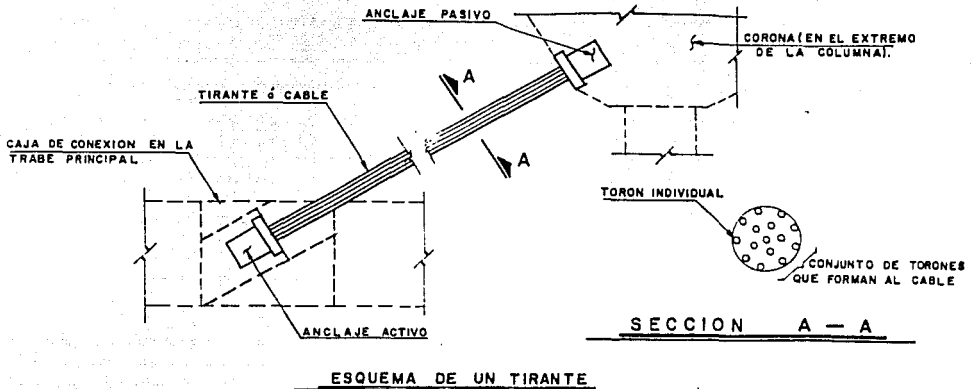 ANCLAJE PASIVO
CORONA(EN EL EXTREMO
DE LA COLUMNA).
A
TIRANTE ó CABLE
CAJA DE CONEXION EN LA
TRABE PRINCIPAL
A
TORON INDIVIDUAL
CONJUNTO DE TORONES
QUE FORMAN AL CABLE
ANCLAJE ACTIVO
SECCION A — A
ESQUEMA DE UN TIRANTE